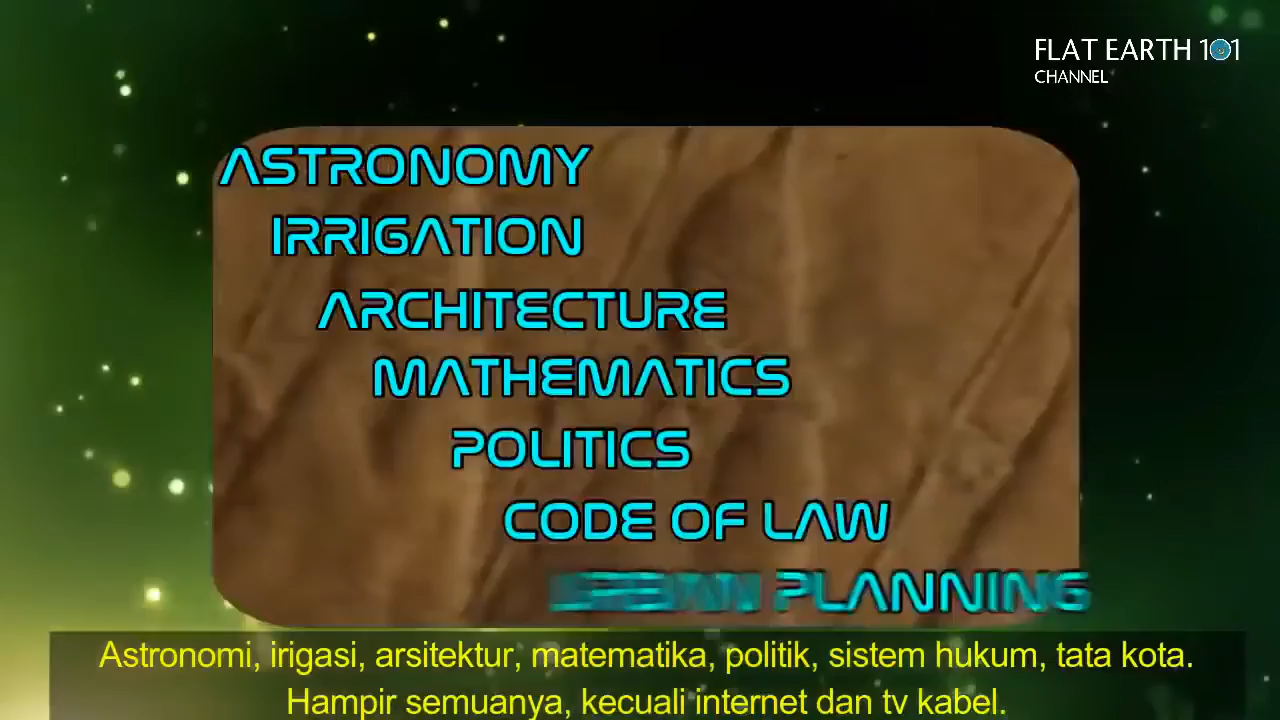 FLAT EARTH 101
CHANNEL
ASTRONOMY
IRRIGATION
ARCHITECTURE
MATHEMATICS
POLITICS
CODE OF LAW
URBAN PLANNING
Astronomi, irigasi, arsitektur, matematika, politik, sistem hukum, tata kota.
Hampir semuanya, kecuali internet dan tv kabel.